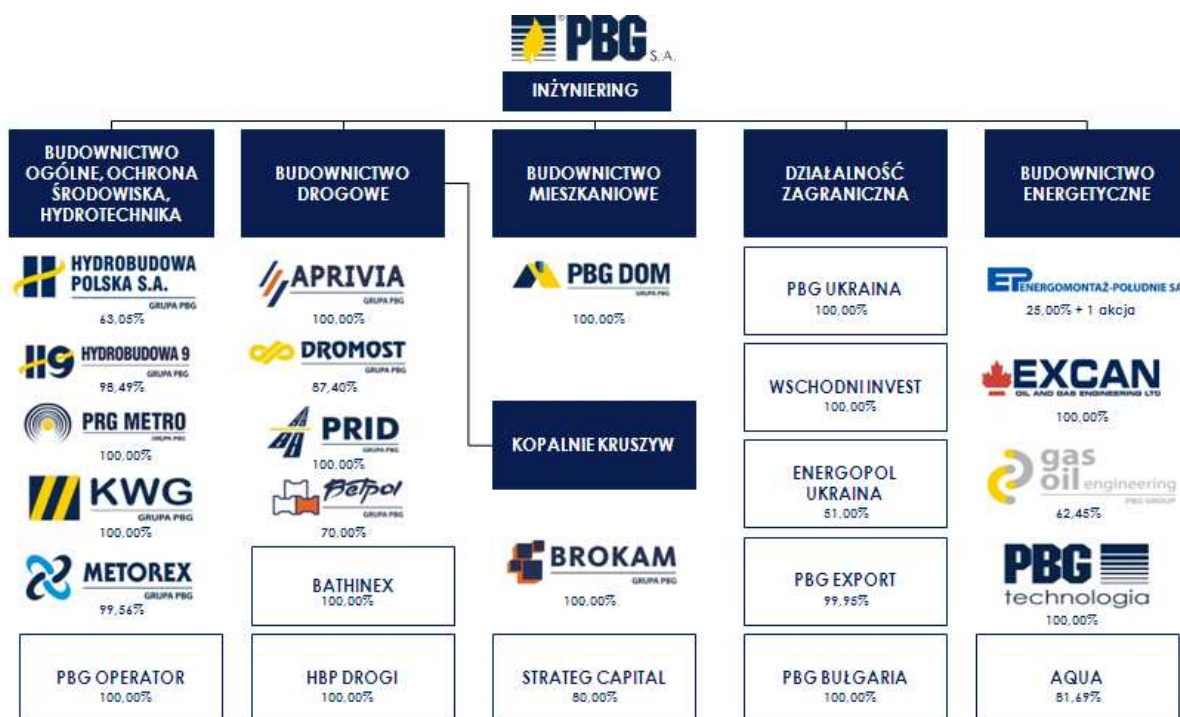 PBG S.A.
INŻYNIERING
BUDOWNICTWO
OGÓLNE, OCHRONA
ŚRODOWISKA,
HYDROTECHNIKA
HYDROBUDOWA
POLSKA S.A.
GRUPA PBG
63,05%
H9 HYDROBUDOWA 9
GRUPA PBG
98,49%
PRG METRO
GRUPA PBG
100,00%
KWG
GRUPA PBG
100,00%
METOREX
GRUPA PBG
99,56%
PBG OPERATOR
100,00%
BUDOWNICTWO
DROGOWE
APRIVIA
GRUPA PBG
100,00%
DROMOST
GRUPA PBG
87,40%
PRID
GRUPA PBG
100,00%
Betpol
GRUPA PBG
70,00%
BATHINEX
100,00%
HBP DROGI
100,00%
BUDOWNICTWO
MIESZKANIOWE
PBG DOM
GRUPA PBG
100,00%
KOPALNIE KRUSZYW
BROKAM
GRUPA PBG
100,00%
STRATEG CAPITAL
80,00%
DZIAŁALNOŚĆ
ZAGRANICZNA
PBG UKRAINA
100,00%
WSCHODNI INVEST
100,00%
ENERGOPOL
UKRAINA
51,00%
PBG EXPORT
99,95%
PBG BUŁGARIA
100,00%
BUDOWNICTWO
ENERGETYCZNE
EP ENERGOMONTAŻ-POŁUDNIE SA
25,00% + 1 akcja
EXCAN
OIL AND GAS ENGINEERING LTD
100,00%
gas
oil engineering
PBG GROUP
62,45%
PBG
technologia
100,00%
AQUA
81,69%